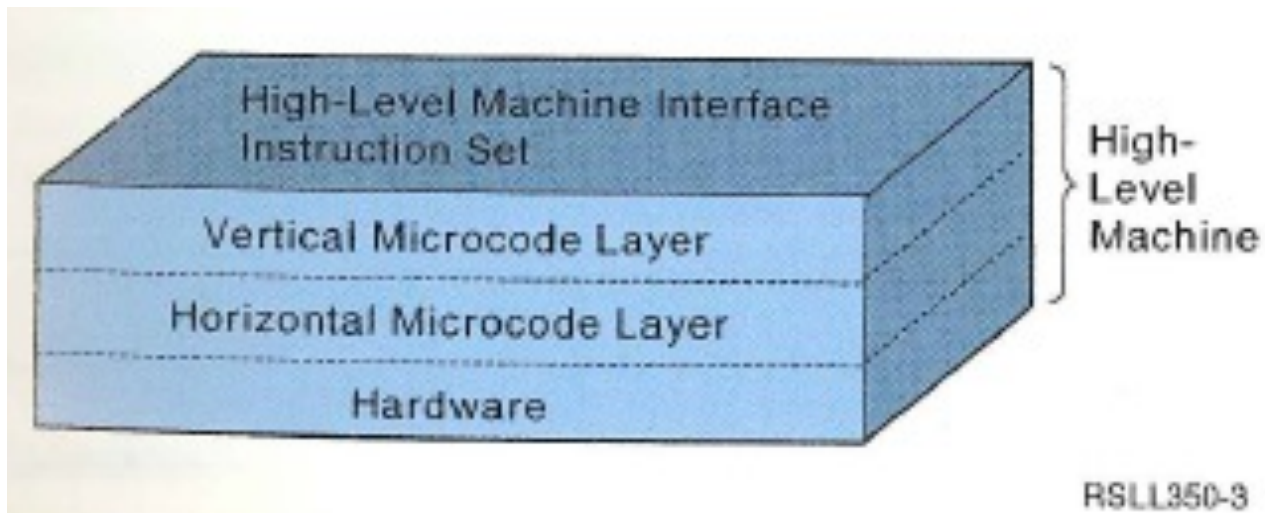 High-Level Machine Interface
Instruction Set
Vertical Microcode Layer
Horizontal Microcode Layer
Hardware
High-
Level
Machine
RSLL350-3